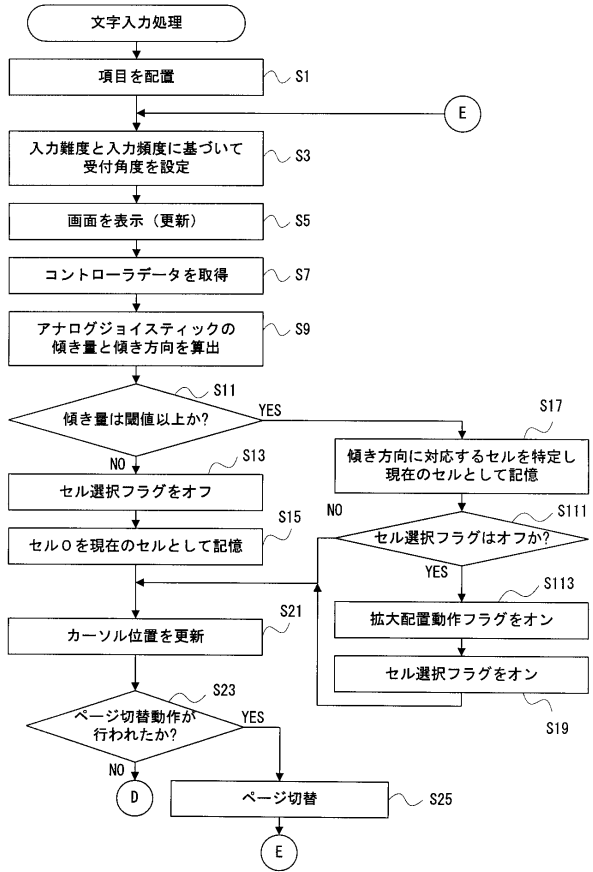 文字入力処理
項目を配置
S1
E
入力難度と入力頻度に基づいて
受付角度を設定
S3
画面を表示（更新）
S5
コントローラデータを取得
S7
アナログジョイスティックの
傾き量と傾き方向を算出
S9
傾き量は閾値以上か?
S11
YES
NO
S17
傾き方向に対応するセルを特定し
現在のセルとして記憶
セル選択フラグをオフ
S13
セル0を現在のセルとして記憶
S15
セル選択フラグはオフか?
S111
NO
YES
拡大配置動作フラグをオン
S113
セル選択フラグをオン
S19
カーソル位置を更新
S21
ページ切替動作が
行われたか?
S23
YES
NO
D
ページ切替
S25
E